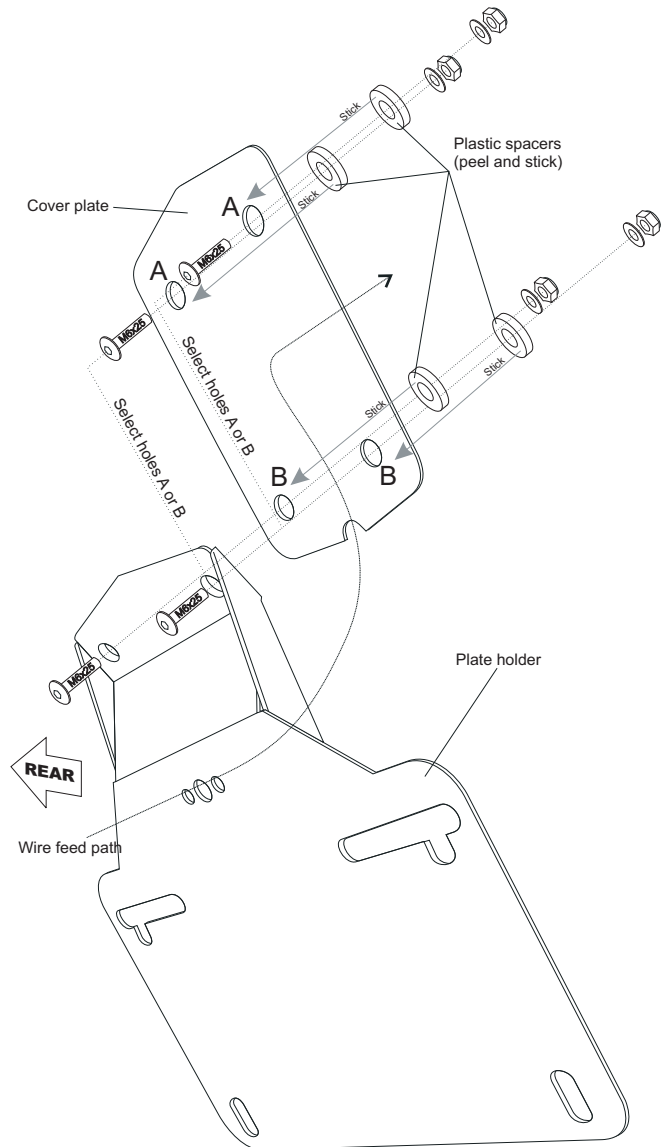 Stick
Plastic spacers
(peel and stick)
Stick
Cover plate
A
M6x25
A
M6x25
Select holes A or B
Select holes A or B
Stick
Stick
B
B
M6x25
M6x25
Plate holder
REAR
Wire feed path